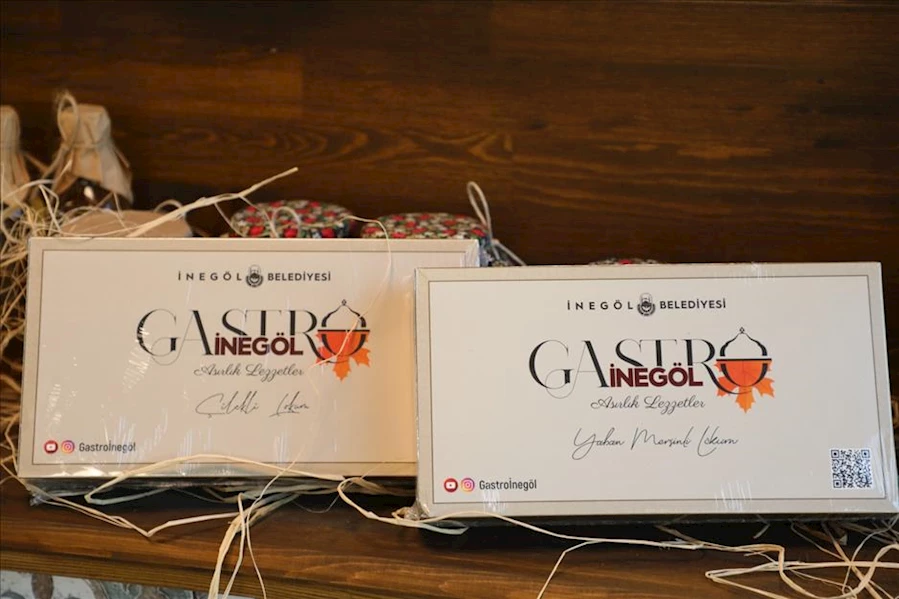 İNEGÖL BELEDİYESİ
GASTRO
İNEGÖL
Asırlık Lezzetler
Çilekli Lokum
Gastroİnegöl
İNEGÖL BELEDİYESİ
GASTRO
İNEGÖL
Asırlık Lezzetler
Yaban Mersinli Lokum
Gastroİnegöl